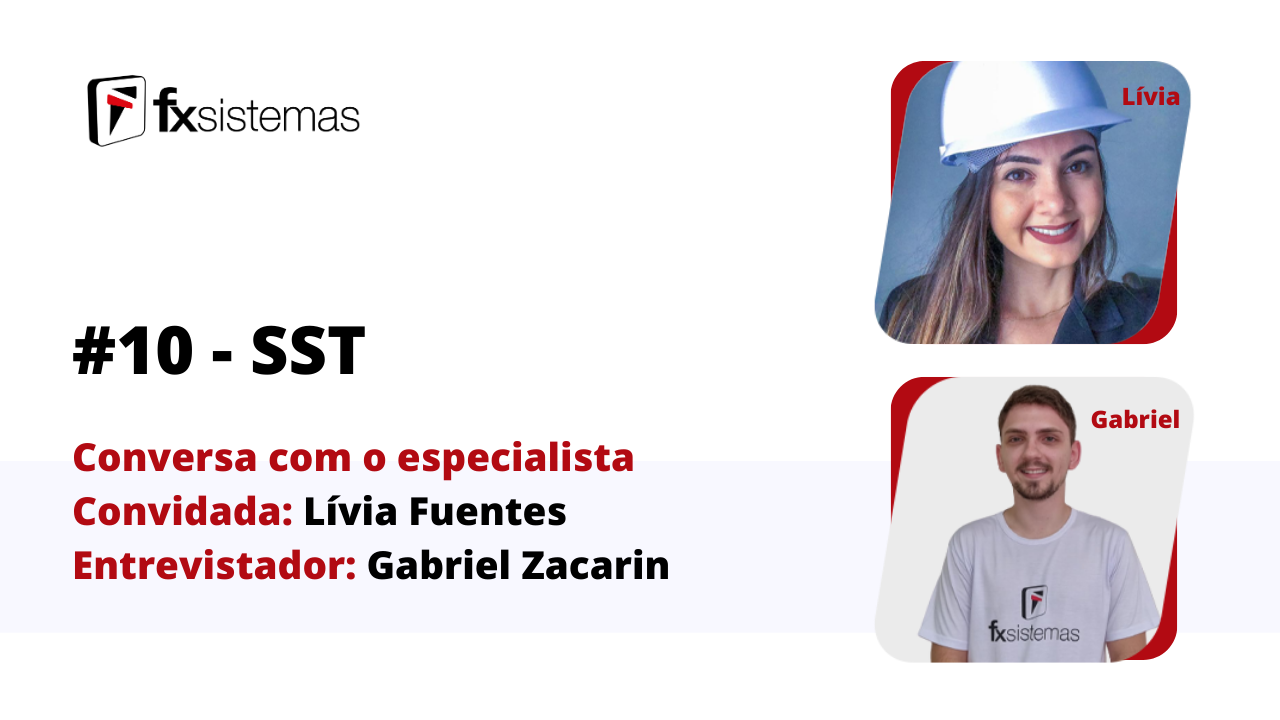 fxsistemas
Lívia
#10 - SST
Conversa com o especialista
Convidada: Lívia Fuentes
Entrevistador: Gabriel Zacarin
Gabriel
fxsistemas